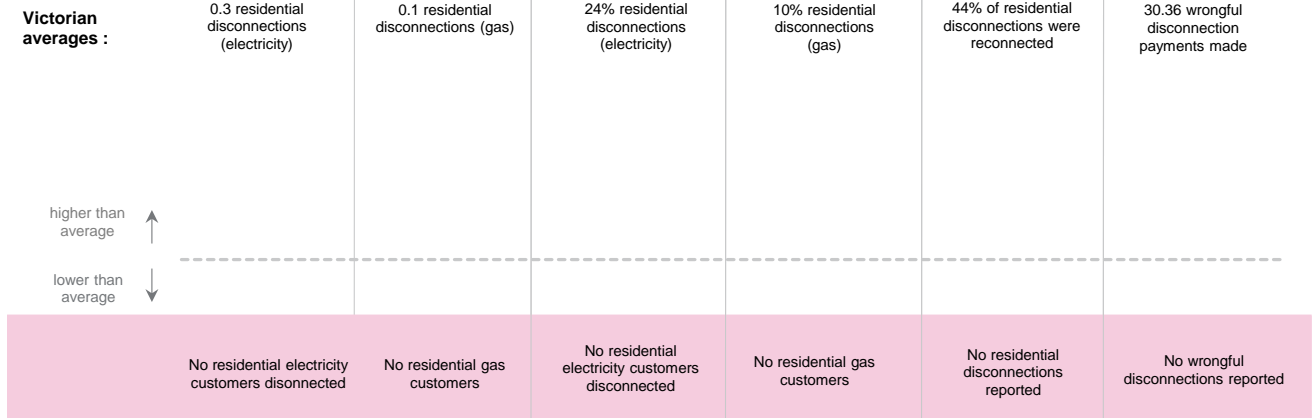 Victorian
averages :
0.3 residential
disconnections
(electricity)
0.1 residential
disconnections (gas)
24% residential
disconnections
(electricity)
10% residential
disconnections
(gas)
44% of residential
disconnections were
reconnected
30.36 wrongful
disconnection
payments made
higher than
average
lower than
average
No residential electricity
customers disonnected
No residential gas
customers
No residential
electricity customers
disconnected
No residential gas
customers
No residential
disconnections
reported
No wrongful
disconnections reported